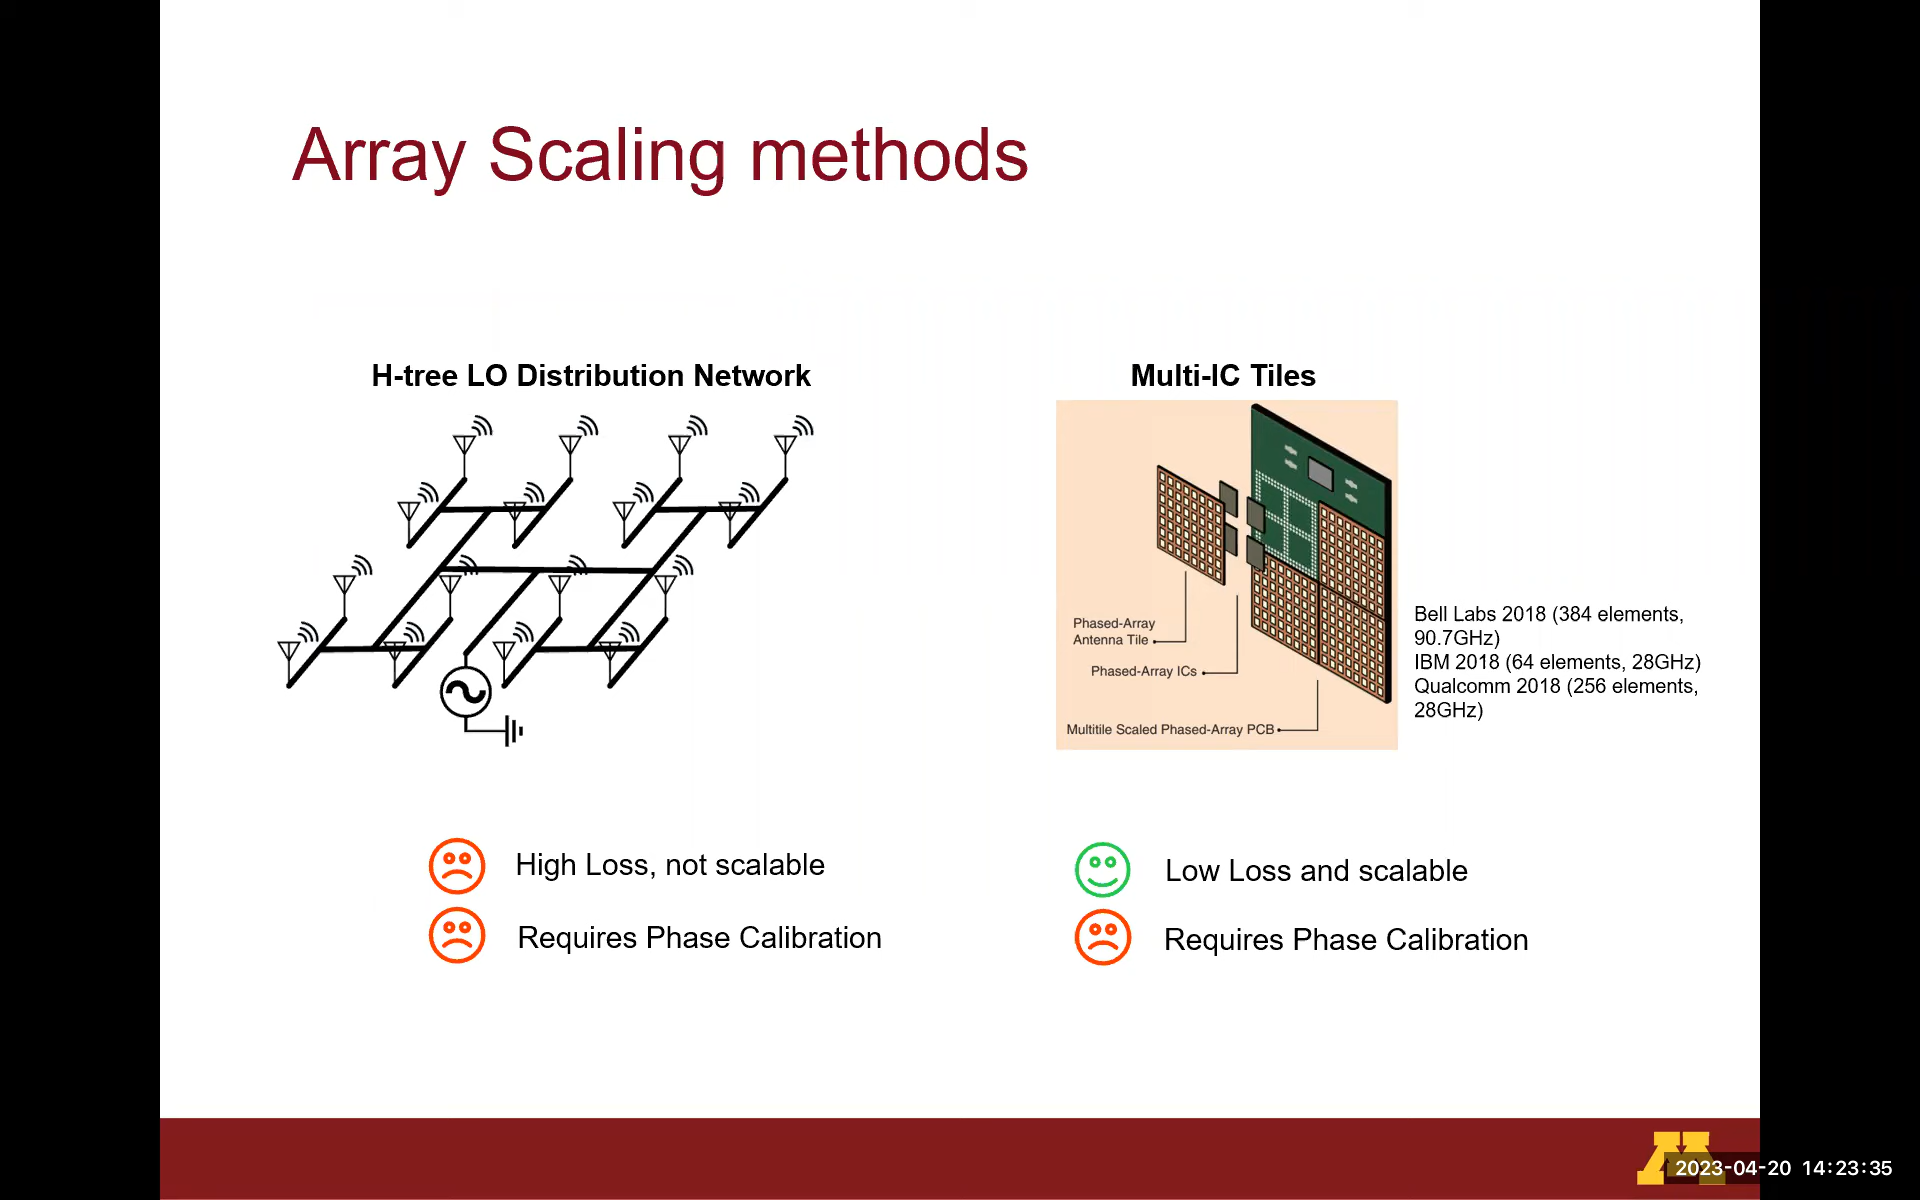 Array Scaling methods
H-tree LO Distribution Network
Multi-IC Tiles
Phased-Array
Antenna Tile
Phased-Array ICs
Multitile Scaled Phased-Array PCB
Bell Labs 2018 (384 elements,
90.7GHz)
IBM 2018 (64 elements, 28GHz)
Qualcomm 2018 (256 elements,
28GHz)
High Loss, not scalable
Requires Phase Calibration
Low Loss and scalable
Requires Phase Calibration
M
2023-04-20 14:23:35